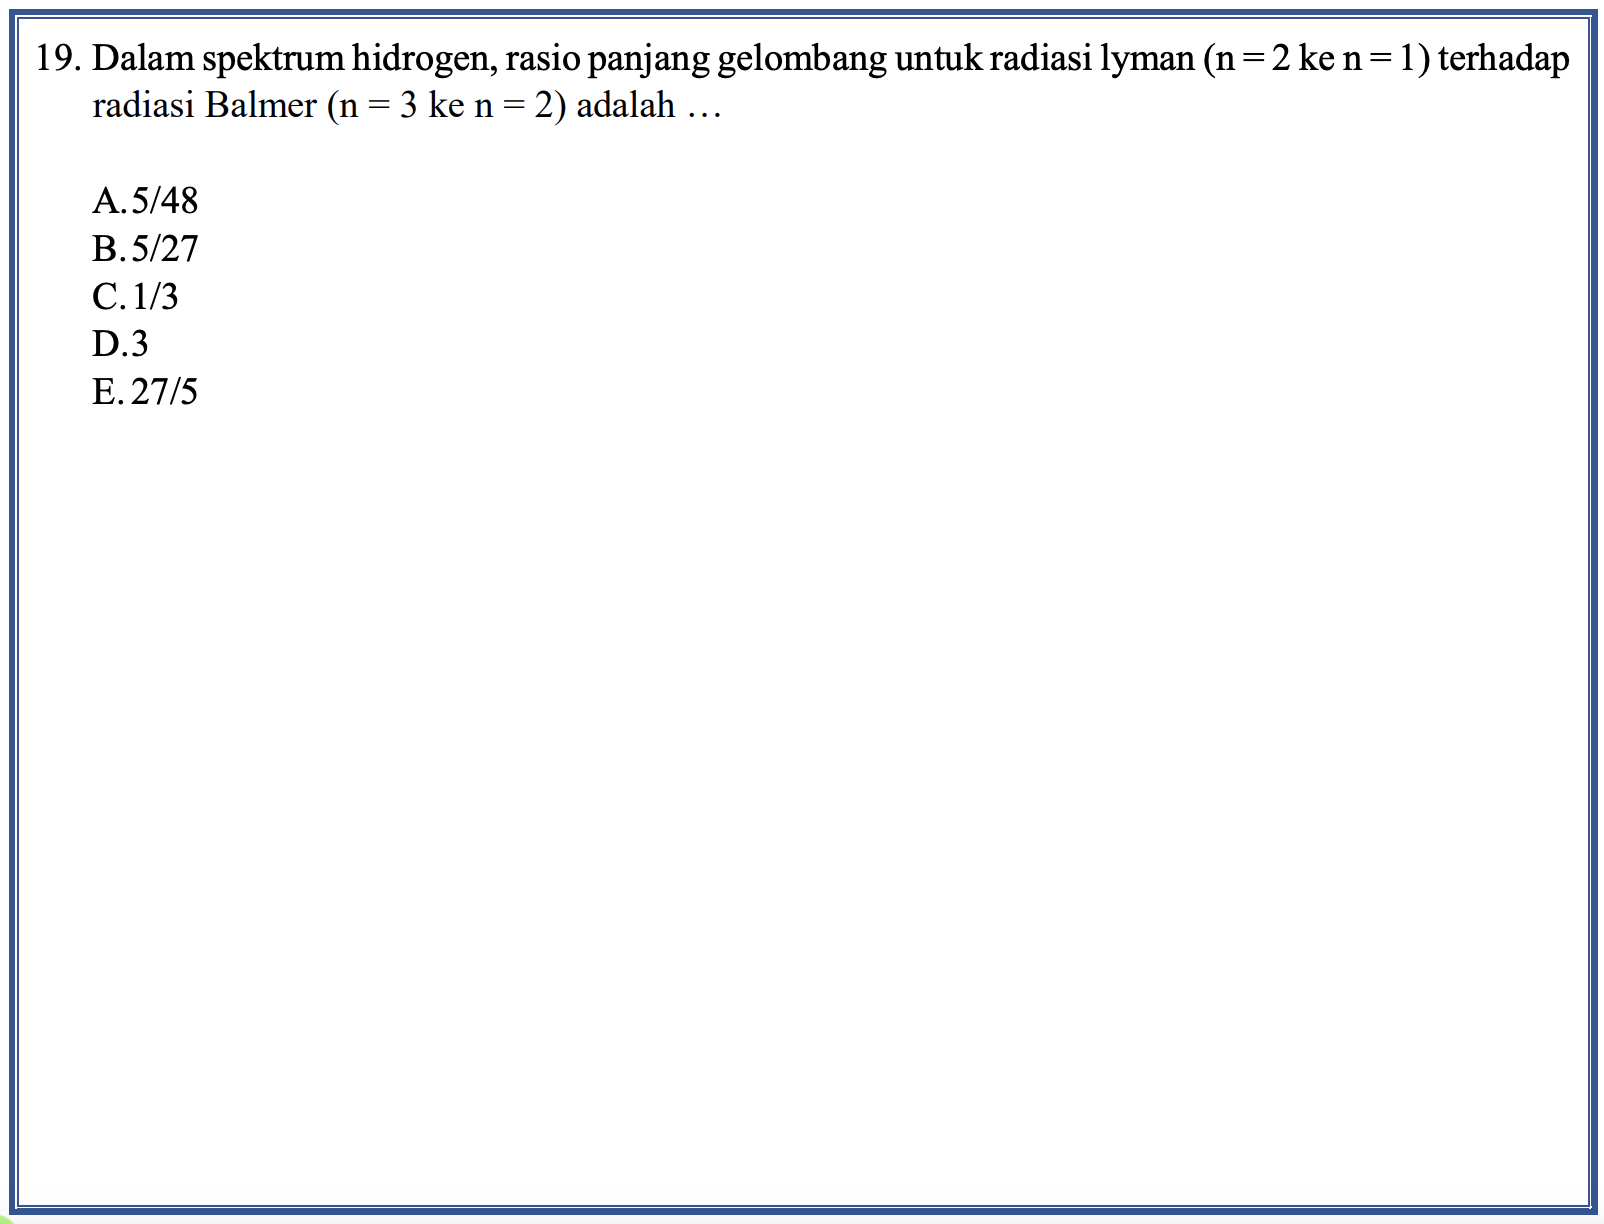 19. Dalam spektrum hidrogen, rasio panjang gelombang untuk radiasi lyman (n = 2 ke n = 1) terhadap
radiasi Balmer (n = 3 ke n = 2) adalah …
A. 5/48
B. 5/27
C. 1/3
D. 3
E. 27/5